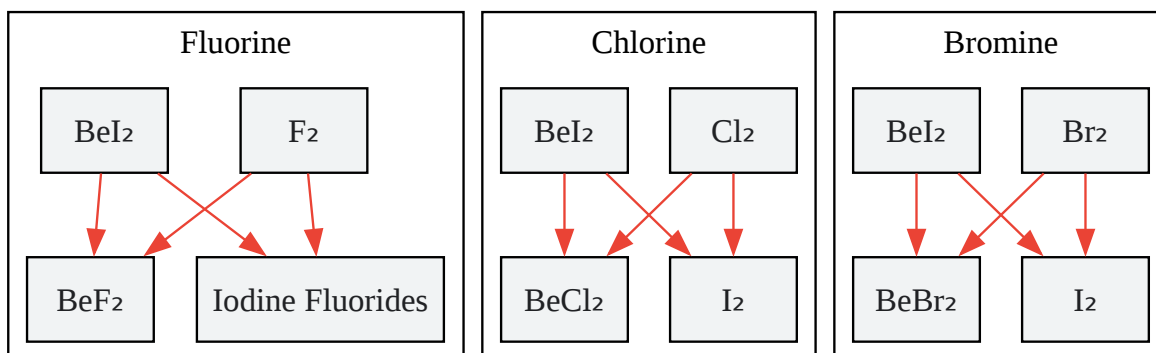 Fluorine
BeI₂
F₂
BeF₂
Iodine Fluorides
Chlorine
BeI₂
Cl₂
BeCl₂
I₂
Bromine
BeI₂
Br₂
BeBr₂
I₂